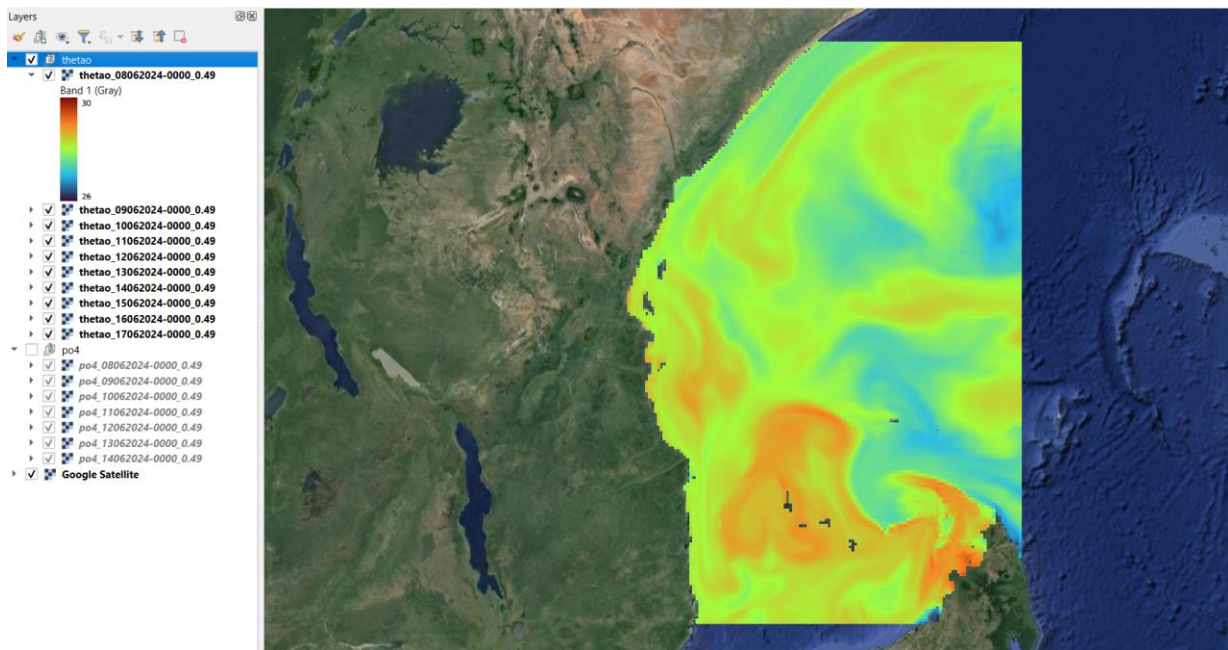 Layers
thetao
thetao_08062024-0000_0.49
Band 1 (Gray)
30
26
thetao_09062024-0000_0.49
thetao_10062024-0000_0.49
thetao_11062024-0000_0.49
thetao_12062024-0000_0.49
thetao_13062024-0000_0.49
thetao_14062024-0000_0.49
thetao_15062024-0000_0.49
thetao_16062024-0000_0.49
thetao_17062024-0000_0.49
po4
po4_08062024-0000_0.49
po4_09062024-0000_0.49
po4_10062024-0000_0.49
po4_11062024-0000_0.49
po4_12062024-0000_0.49
po4_13062024-0000_0.49
po4_14062024-0000_0.49
Google Satellite